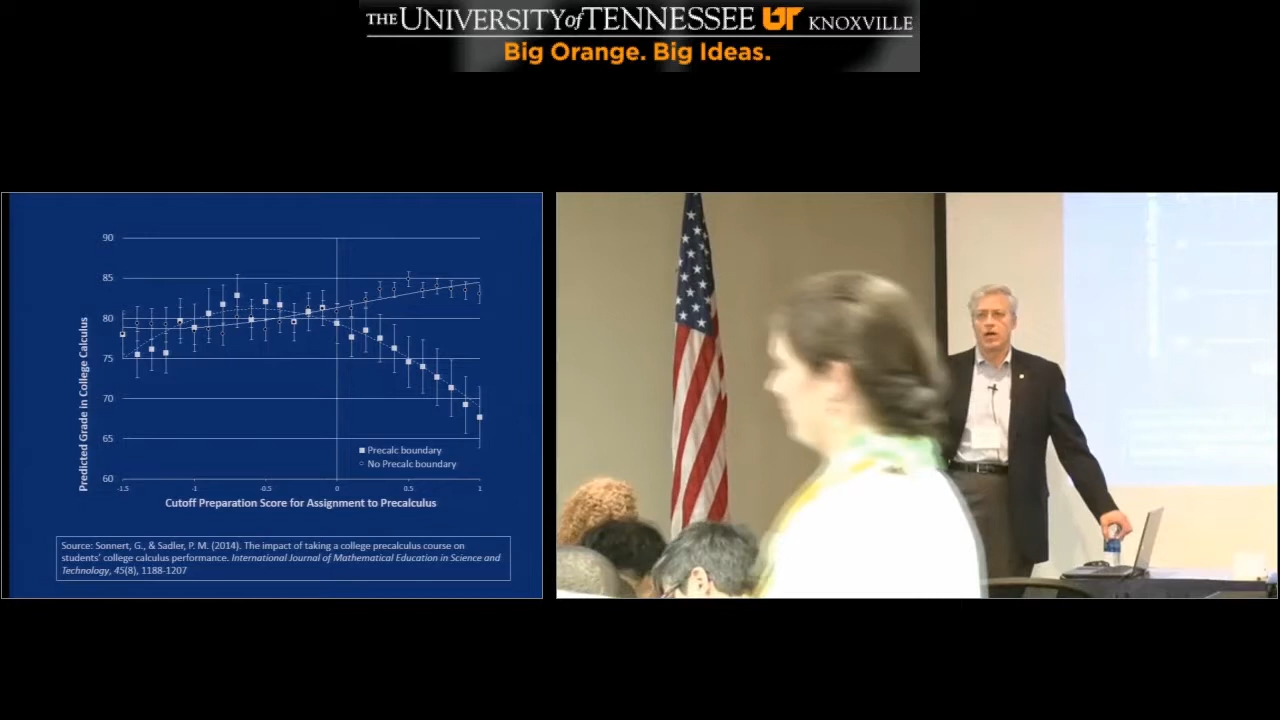 THE UNIVERSITY of TENNESSEE UT KNOXVILLE
Big Orange. Big Ideas.
90
85
80
75
70
65
60
-1.5
-1
-0.5
0
0.5
1
Predicted Grade in College Calculus
Precalc boundary
No Precalc boundary
Cutoff Preparation Score for Assignment to Precalculus
Source: Sonnert, G., & Sadler, P. M. (2014). The impact of taking a college precalculus course on
students' college calculus performance. International Journal of Mathematical Education in Science and
Technology, 45(8), 1188-1207